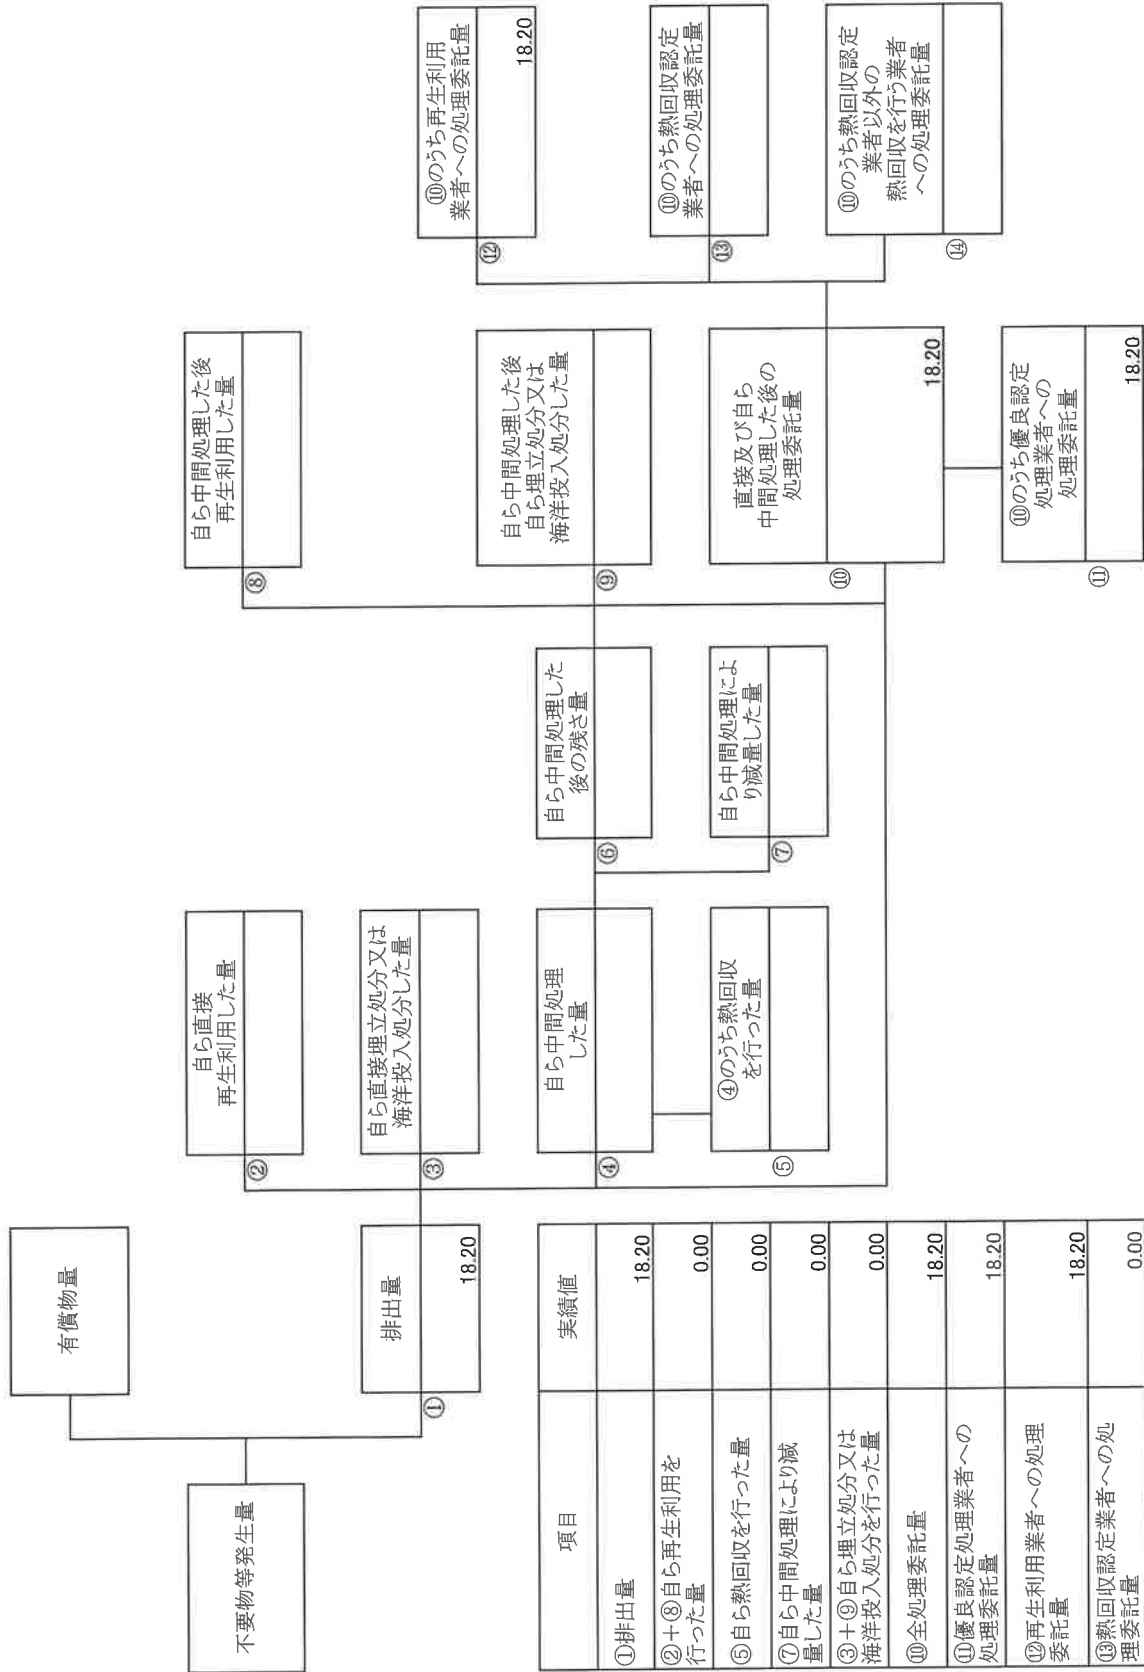 不要物等発生量
有償物量
排出量
①
18.20
自ら直接
再生利用した量
②
自ら直接埋立処分又は
海洋投入処分した量
③
自ら中間処理
した量
④
④のうち熱回収
を行った量
⑤
自ら中間処理した
後の残さ量
⑥
自ら中間処理によ
り減量した量
⑦
自ら中間処理した後
再生利用した量
⑧
自ら中間処理した後
自ら埋立処分又は
海洋投入処分した量
⑨
直接及び自ら
中間処理した後の
処理委託量
⑩
18.20
⑩のうち優良認定
処理業者への
処理委託量
⑪
18.20
⑩のうち再生利用
業者への処理委託量
⑫
18.20
⑩のうち熱回収認定
業者への処理委託量
⑬
⑩のうち熱回収認定
業者以外の
熱回収を行う業者
への処理委託量
⑭
項目 実績値
①排出量 18.20
②+⑧自ら再生利用を
行った量 0.00
⑤自ら熱回収を行った量 0.00
⑦自ら中間処理により減
量した量 0.00
③+⑨自ら埋立処分又は
海洋投入処分を行った量 0.00
⑩全処理委託量 18.20
⑪優良認定処理業者への
処理委託量 18.20
⑫再生利用業者への処理
委託量 18.20
⑬熱回収認定業者への処
理委託量 0.00